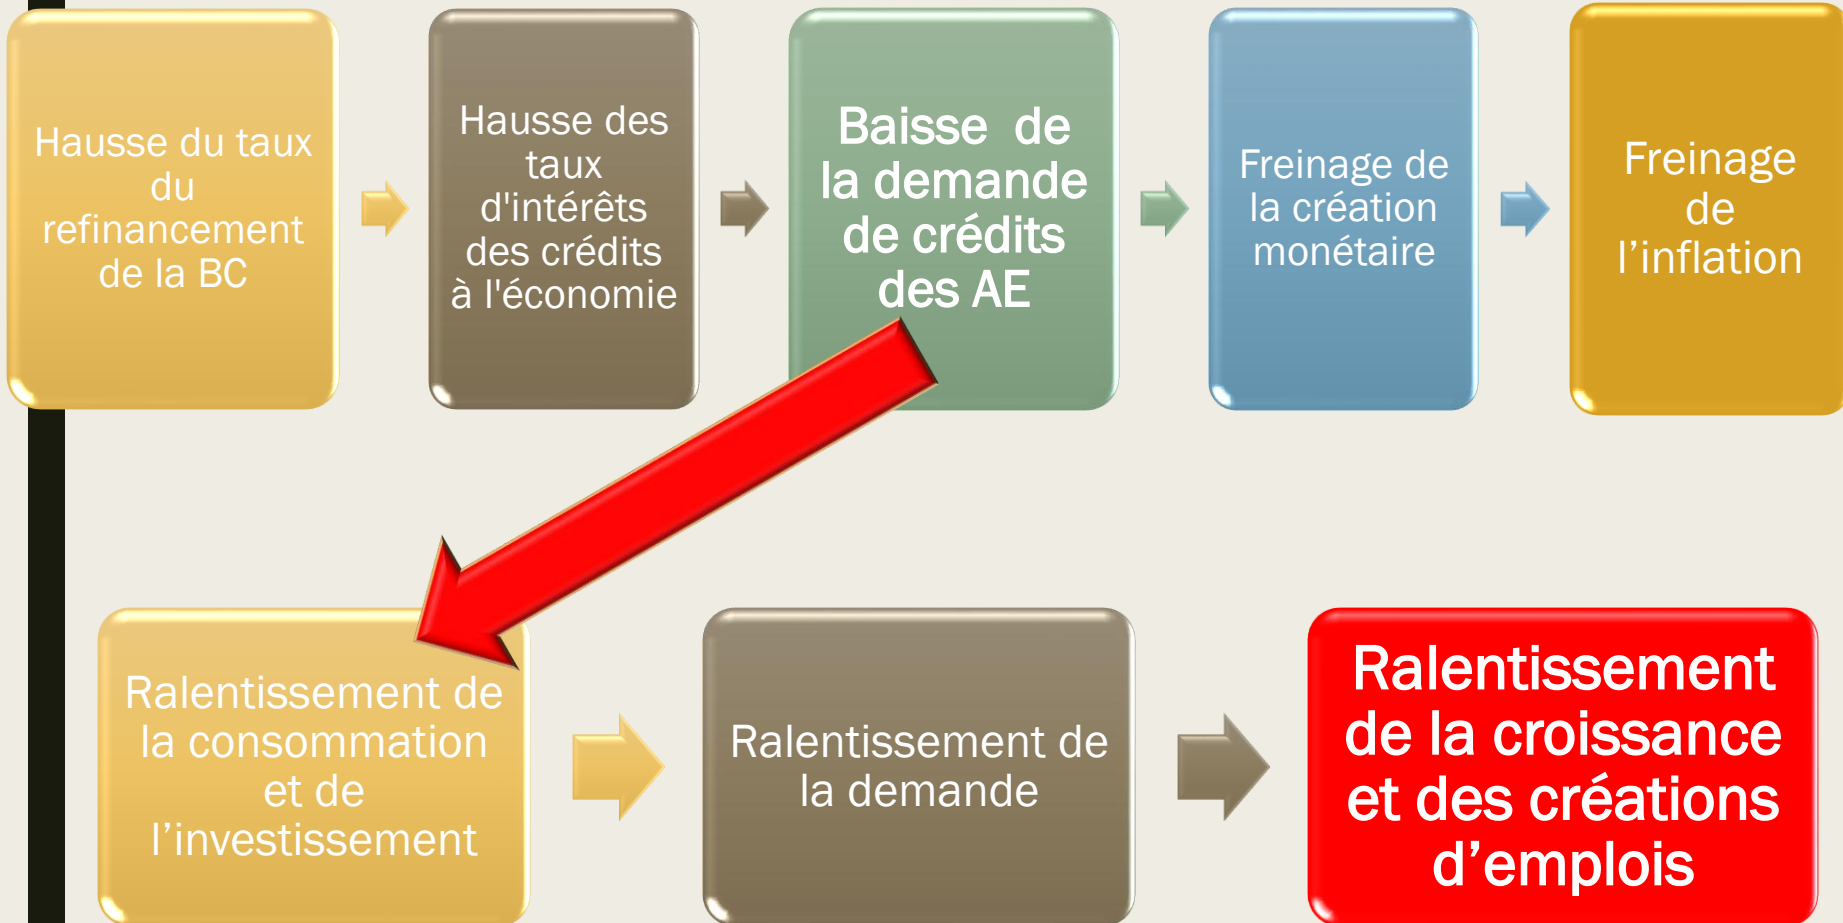 Hausse du taux
du
refinancement
de la BC
Hausse des
taux
d'intérêts
des crédits
à l'économie
Baisse de
la demande
de crédits
des AE
Freinage de
la création
monétaire
Freinage
de
l’inflation
Ralentissement de
la consommation
et de
l’investissement
Ralentissement de
la demande
Ralentissement
de la croissance
et des créations
d’emplois